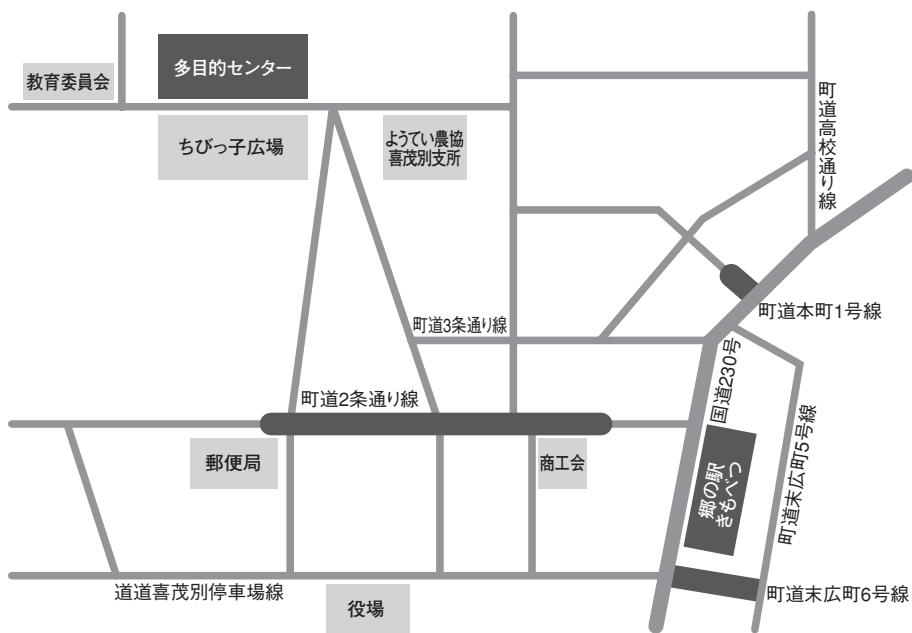 教育委員会
多目的センター
ちびっ子広場
ようてい農協
喜茂別支所
町道高校通り線
町道本町1号線
町道3条通り線
国道230号
町道2条通り線
郵便局
商工会
郷の駅
きもべつ
町道末広町5号線
道道喜茂別停車場線
役場
町道末広町6号線